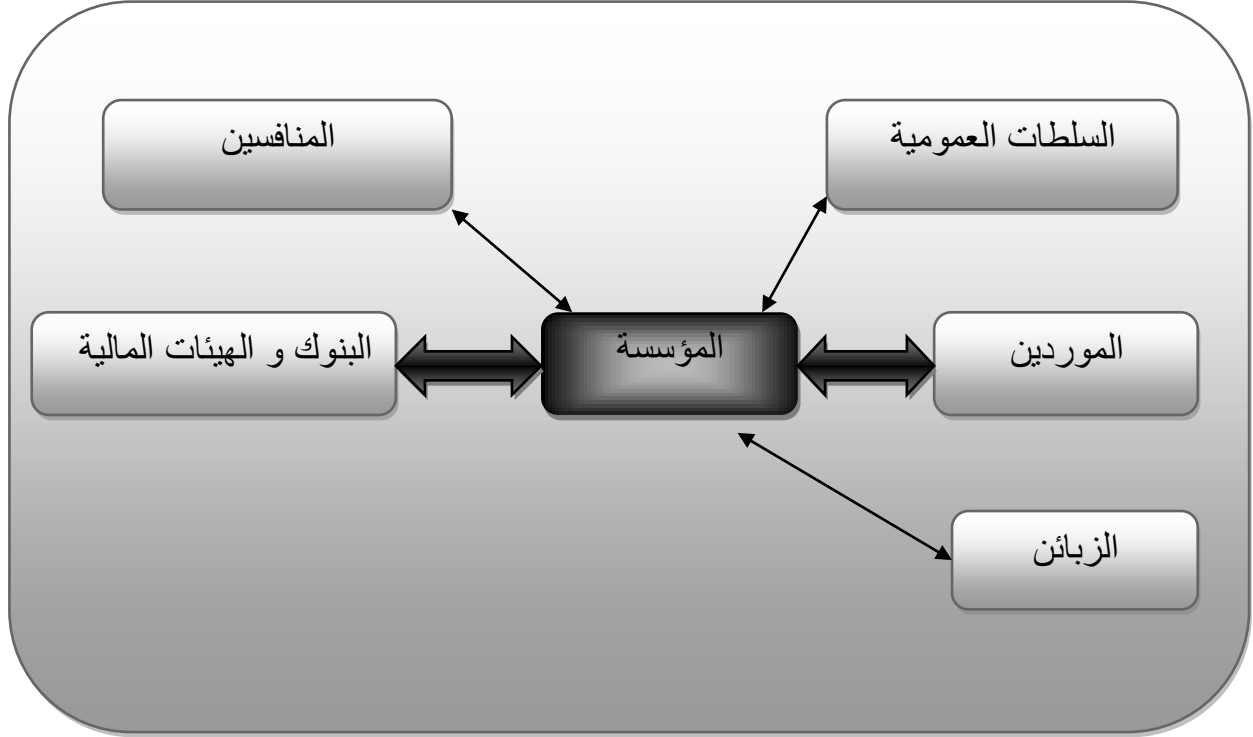 السلطات العمومية
المنافسين
الموردين
المؤسسة
البنوك و الهيئات المالية
الزبائن